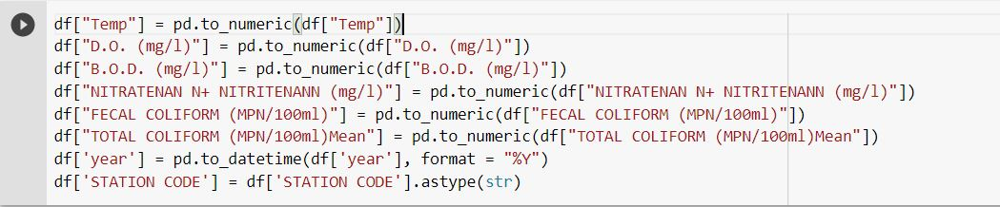 df["Temp"] = pd.to_numeric(df["Temp"])
df["D.O. (mg/l)"] = pd.to_numeric(df["D.O. (mg/l)"])
df["B.O.D. (mg/l)"] = pd.to_numeric(df["B.O.D. (mg/l)"])
df["NITRATENAN N+ NITRITENANN (mg/l)"] = pd.to_numeric(df["NITRATENAN N+ NITRITENANN (mg/l)"])
df["FECAL COLIFORM (MPN/100ml)"] = pd.to_numeric(df["FECAL COLIFORM (MPN/100ml)"])
df["TOTAL COLIFORM (MPN/100ml)Mean"] = pd.to_numeric(df["TOTAL COLIFORM (MPN/100ml)Mean"])
df['year'] = pd.to_datetime(df['year'], format = "%Y")
df['STATION CODE'] = df['STATION CODE'].astype(str)